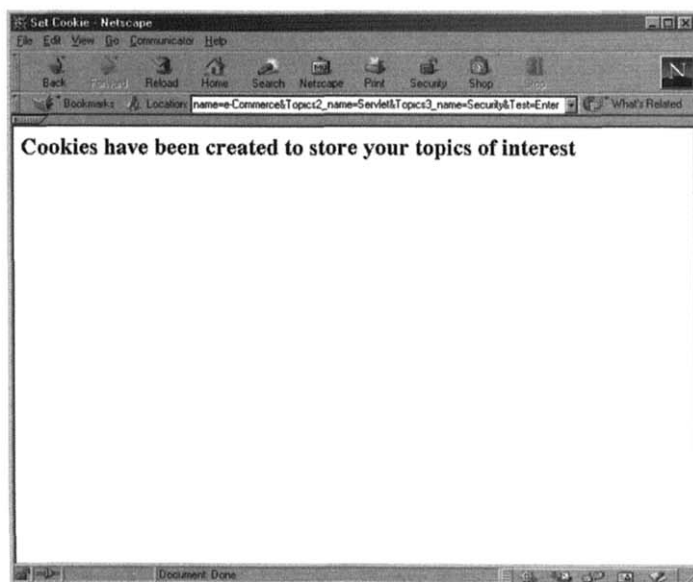 Set Cookie - Netscape
File Edit View Go Communicator Help
Back Forward Reload Home Search Netscape Print Security Shop Stop
Bookmarks Location: name=e-Commerce&Topics2_name=Servlet&Topics3_name=Security&Test=Enter What's Related
Cookies have been created to store your topics of interest
Document: Done